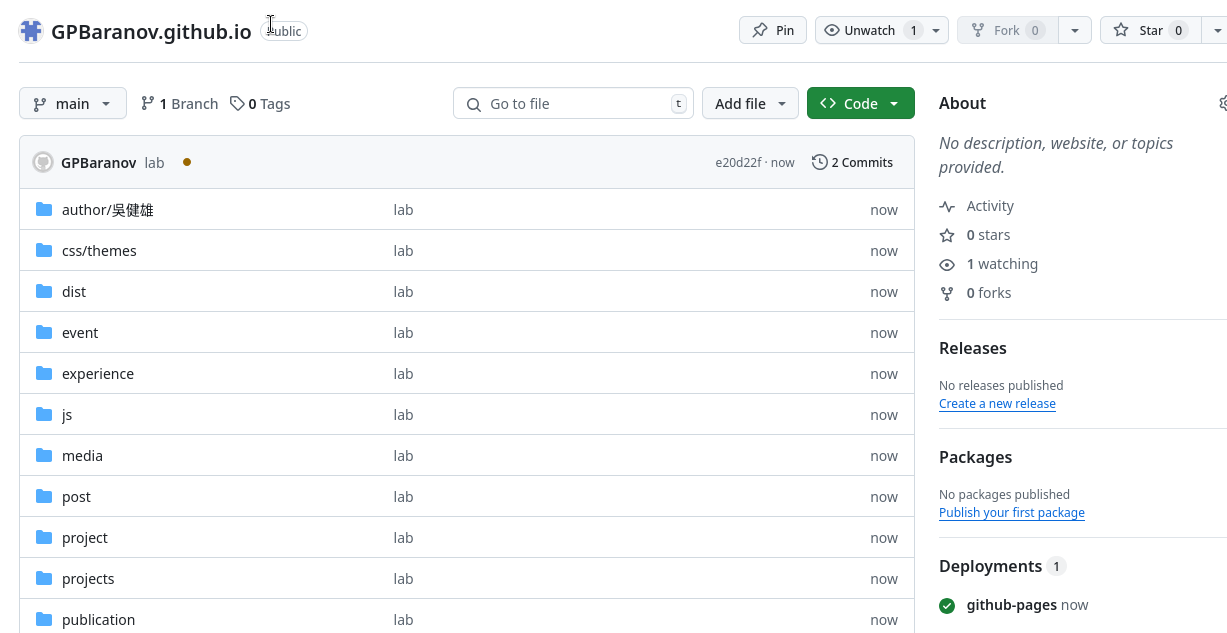 GPBaranov.github.io Public Pin Unwatch 1 Fork 0 Star 0
main 1 Branch 0 Tags Go to file t Add file Code
GPBaranov lab e20d22f · now 2 Commits
author/吳健雄 lab now
css/themes lab now
dist lab now
event lab now
experience lab now
js lab now
media lab now
post lab now
project lab now
projects lab now
publication lab now
About
No description, website, or topics
provided.
Activity
0 stars
1 watching
0 forks
Releases
No releases published
Create a new release
Packages
No packages published
Publish your first package
Deployments 1
github-pages now